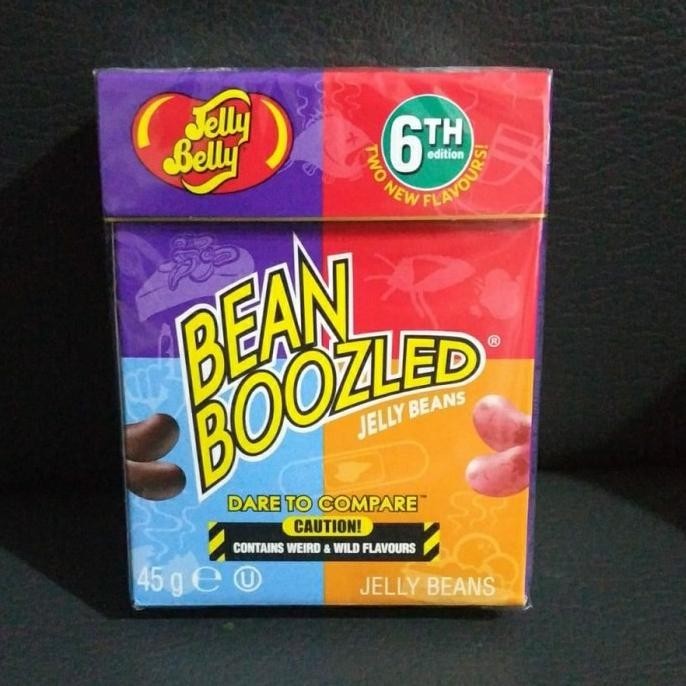 Jelly
Belly
6TH
edition
TWO NEW FLAVOURS!
BEAN
BOOZLED®
JELLY BEANS
DARE TO COMPARE™
CAUTION!
CONTAINS WEIRD & WILD FLAVOURS
45 g ℮ Ⓤ
JELLY BEANS